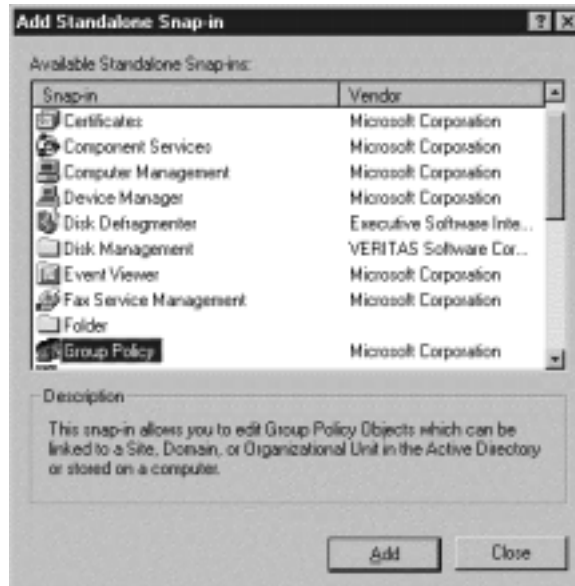 Add Standalone Snap-in
Available Standalone Snap-ins:
Snap-in Vendor
Certificates Microsoft Corporation
Component Services Microsoft Corporation
Computer Management Microsoft Corporation
Device Manager Microsoft Corporation
Disk Defragmenter Executive Software Inte...
Disk Management VERITAS Software Cor...
Event Viewer Microsoft Corporation
Fax Service Management Microsoft Corporation
Folder
Group Policy Microsoft Corporation
Description
This snap-in allows you to edit Group Policy Objects which can be
linked to a Site, Domain, or Organizational Unit in the Active Directory
or stored on a computer.
Add Close